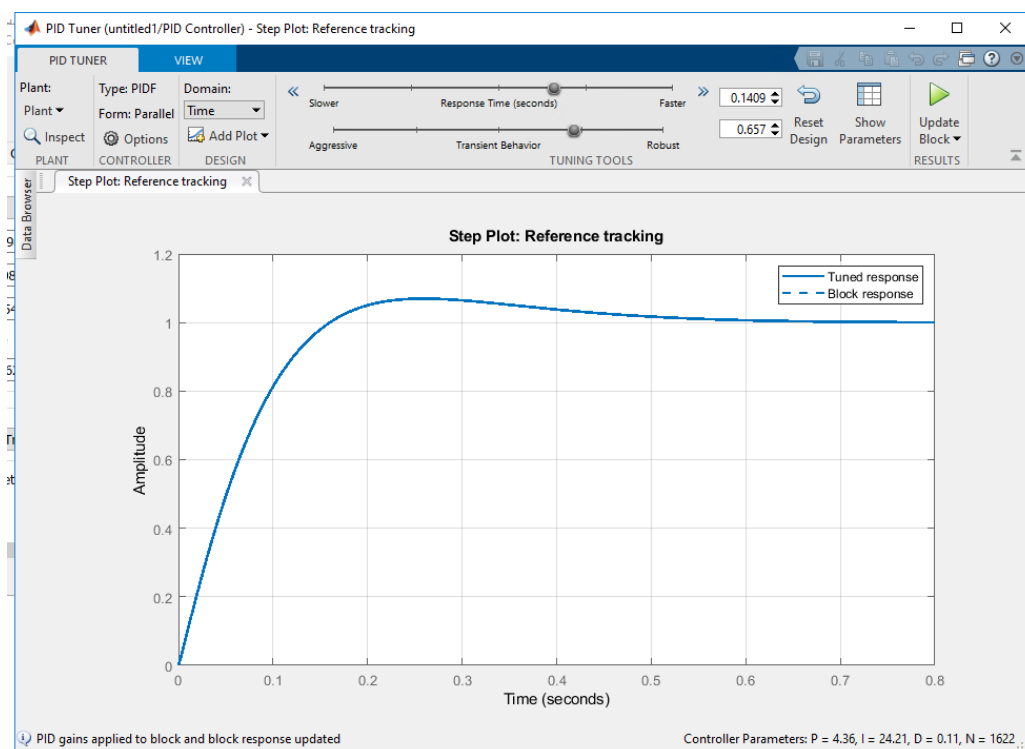 PID Tuner (untitled1/PID Controller) - Step Plot: Reference tracking
PID TUNER VIEW
Plant: Type: PIDF Domain:
Plant Form: Parallel Time
Inspect Options Add Plot
Slower Response Time (seconds) Faster 0.1409
Aggressive Transient Behavior Robust 0.657
Reset Design
Show Parameters
Update Block
PLANT CONTROLLER DESIGN TUNING TOOLS RESULTS
Data Browser
Step Plot: Reference tracking
Step Plot: Reference tracking
Tuned response
Block response
Amplitude
1.2
1
0.8
0.6
0.4
0.2
0
0 0.1 0.2 0.3 0.4 0.5 0.6 0.7 0.8
Time (seconds)
PID gains applied to block and block response updated Controller Parameters: P = 4.36, I = 24.21, D = 0.11, N = 1622